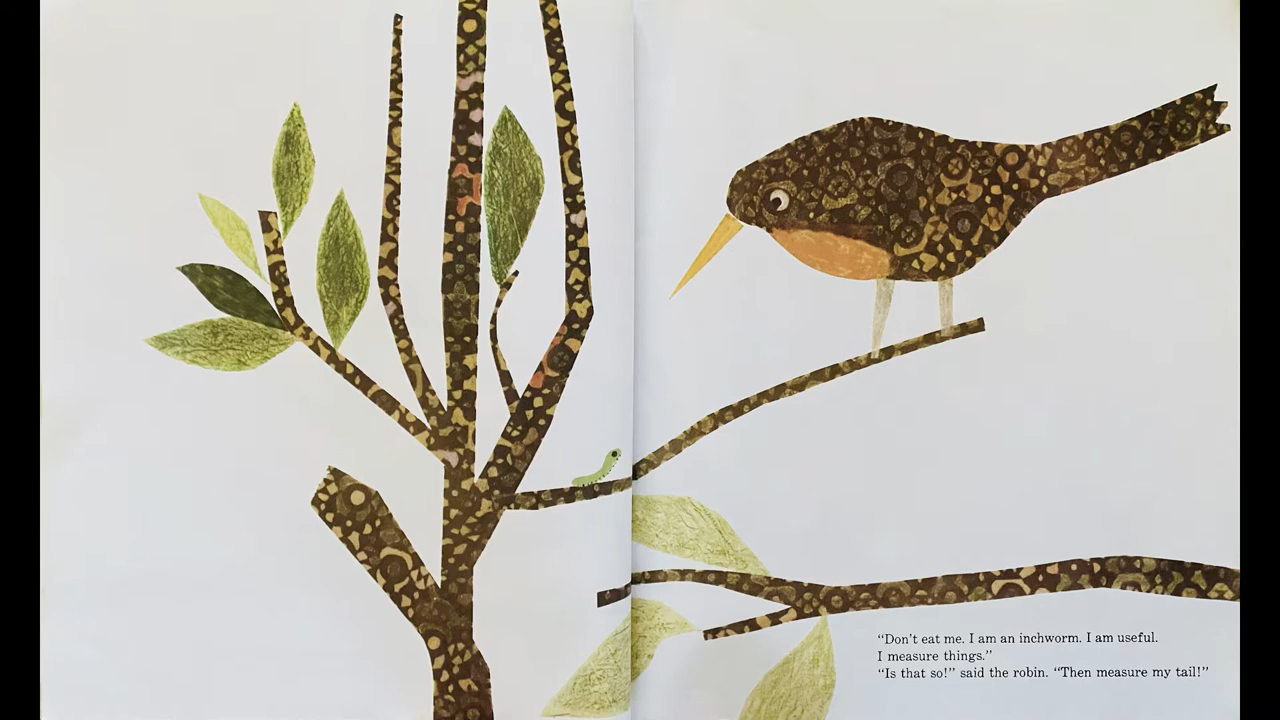 “Don't eat me. I am an inchworm. I am useful.
I measure things.”
“Is that so!” said the robin. “Then measure my tail!”